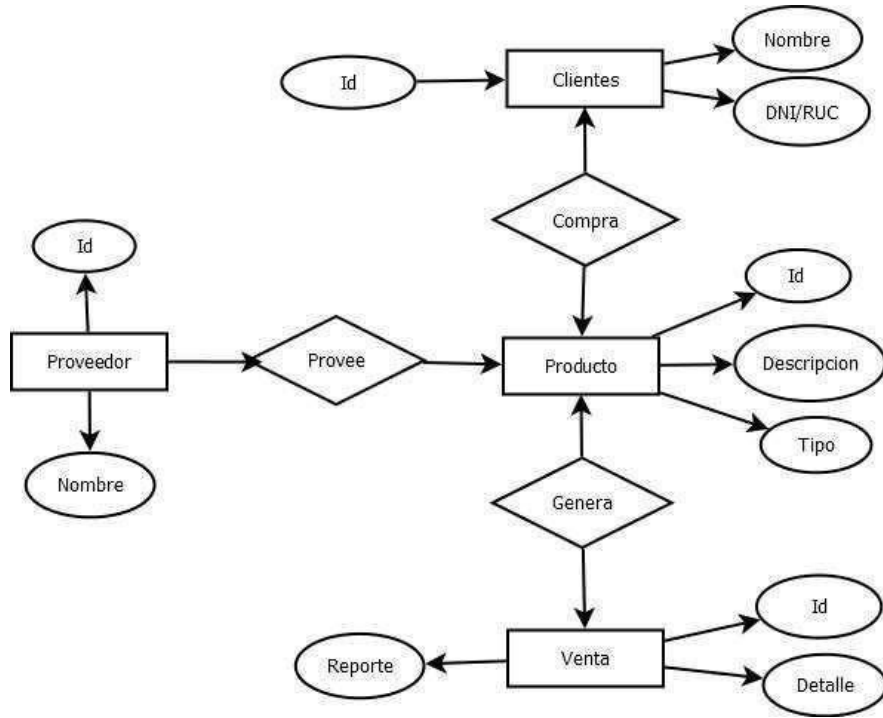 Nombre
Id
Clientes
DNI/RUC
Compra
Id
Id
Proveedor
Provee
Producto
Descripcion
Tipo
Nombre
Genera
Id
Reporte
Venta
Detalle